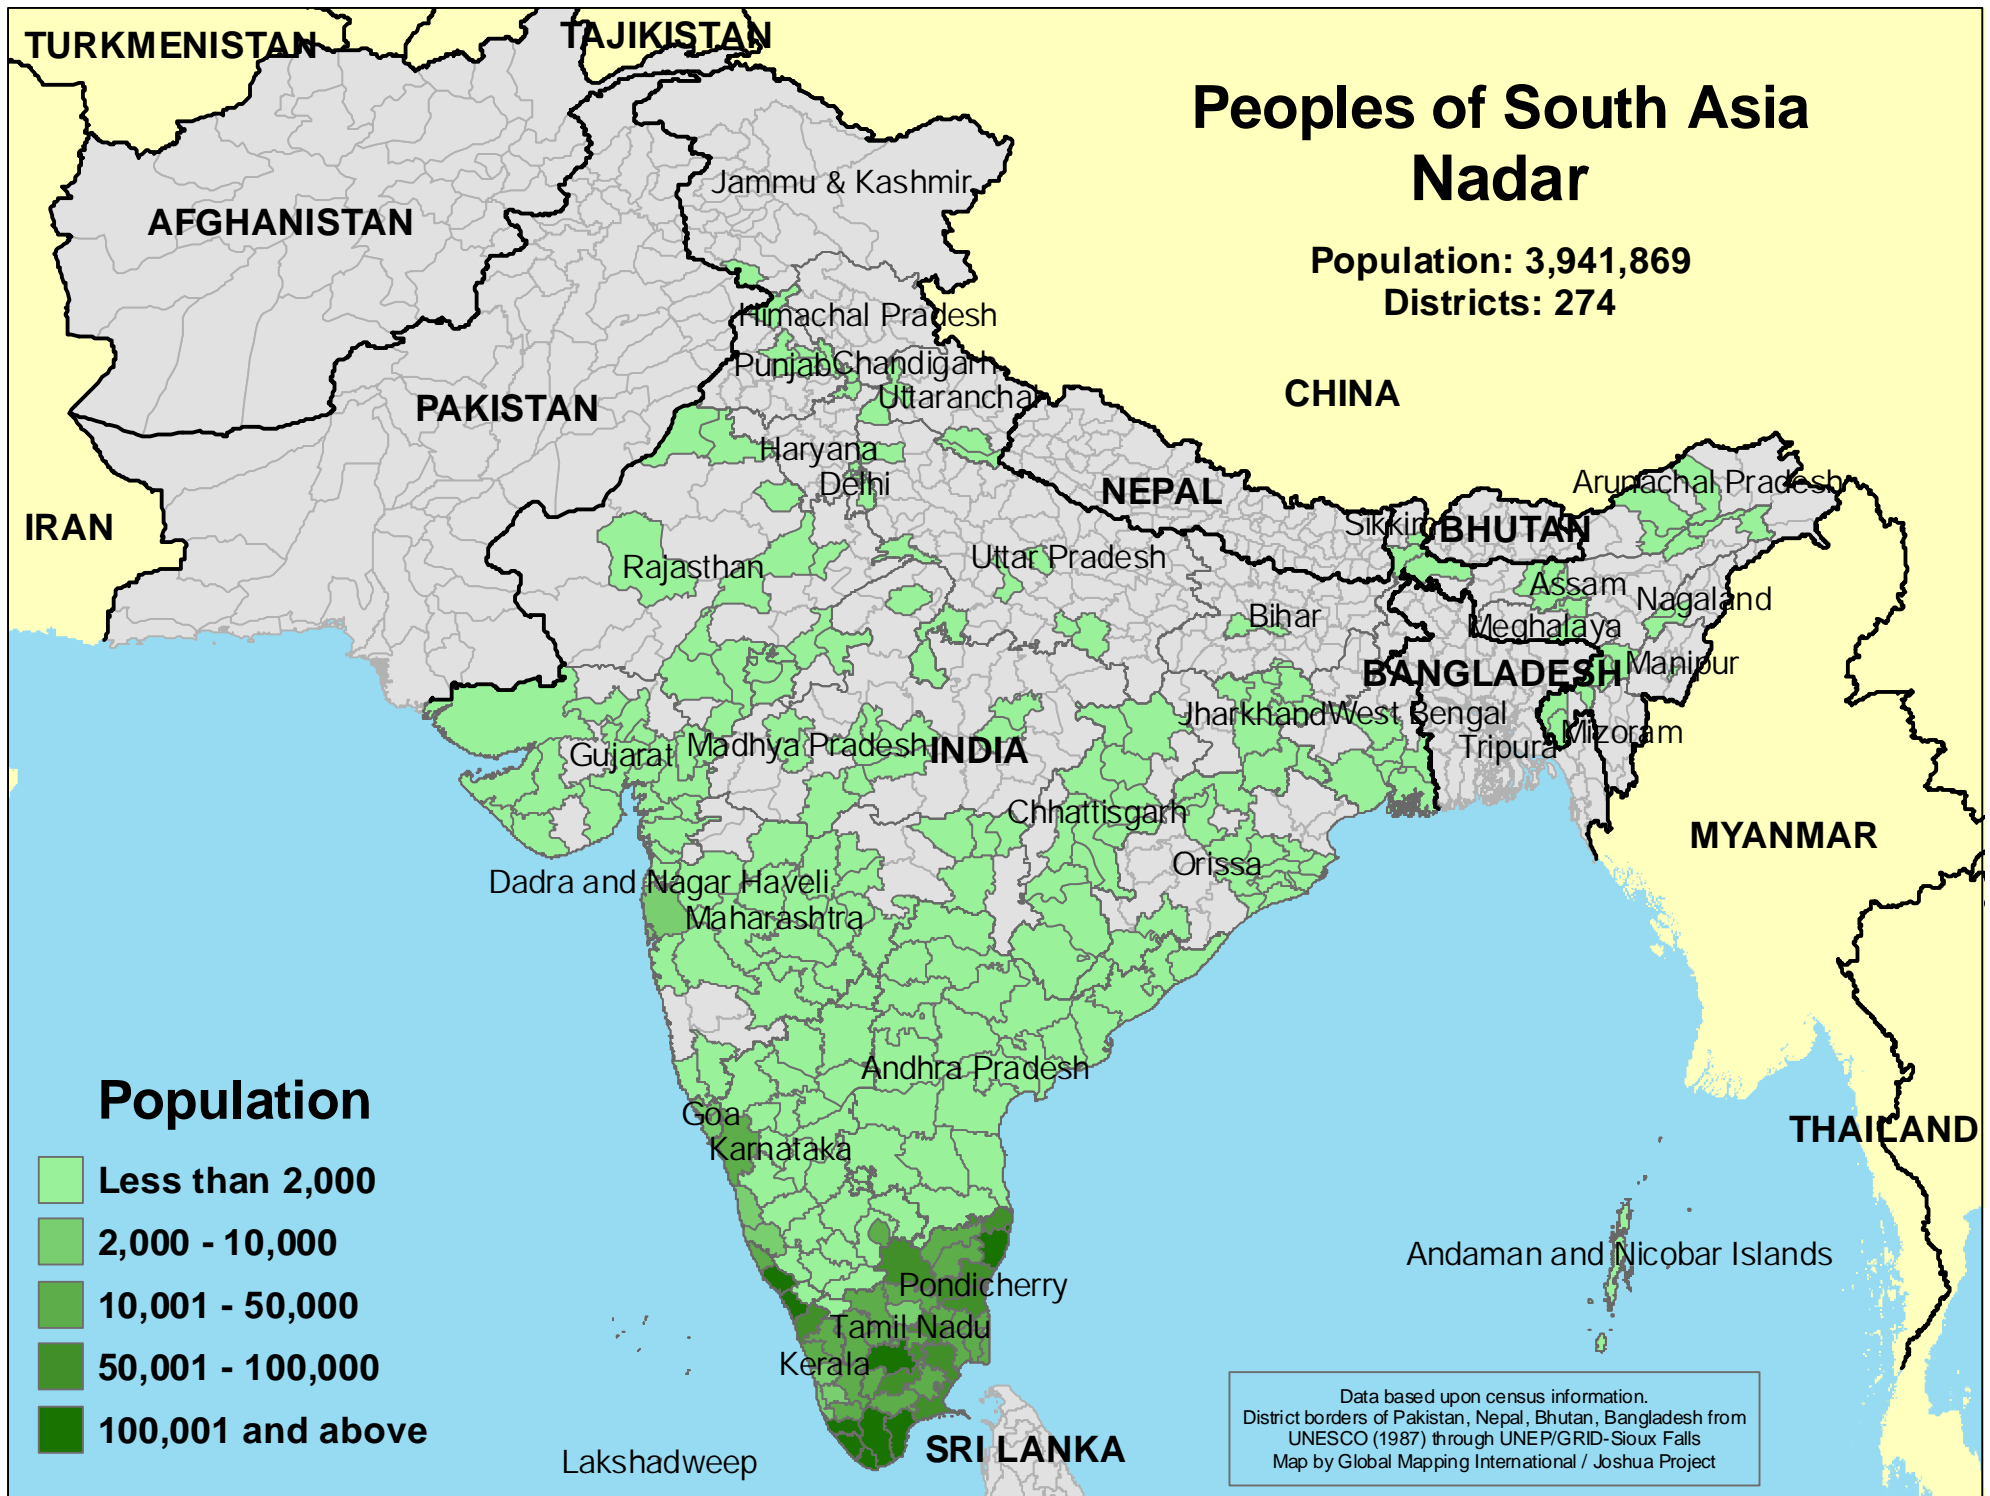 TURKMENISTAN
TAJIKISTAN
Peoples of South Asia
Nadar
Population: 3,941,869
Districts: 274
Jammu & Kashmir
AFGHANISTAN
Himachal Pradesh
Punjab
Chandigarh
Uttaranchal
PAKISTAN
CHINA
Haryana
Delhi
NEPAL
Arunachal Pradesh
IRAN
Sikkim
BHUTAN
Rajasthan
Uttar Pradesh
Assam
Nagaland
Bihar
Meghalaya
BANGLADESH
Manipur
Jharkhand
West Bengal
Gujarat
Madhya Pradesh
INDIA
Tripura
Mizoram
Chhattisgarh
MYANMAR
Orissa
Dadra and Nagar Haveli
Maharashtra
Andhra Pradesh
Goa
Karnataka
THAILAND
Andaman and Nicobar Islands
Pondicherry
Tamil Nadu
Kerala
Lakshadweep
SRI LANKA
Population
Less than 2,000
2,000 - 10,000
10,001 - 50,000
50,001 - 100,000
100,001 and above
Data based upon census information.
District borders of Pakistan, Nepal, Bhutan, Bangladesh from
UNESCO (1987) through UNEP/GRID-Sioux Falls
Map by Global Mapping International / Joshua Project